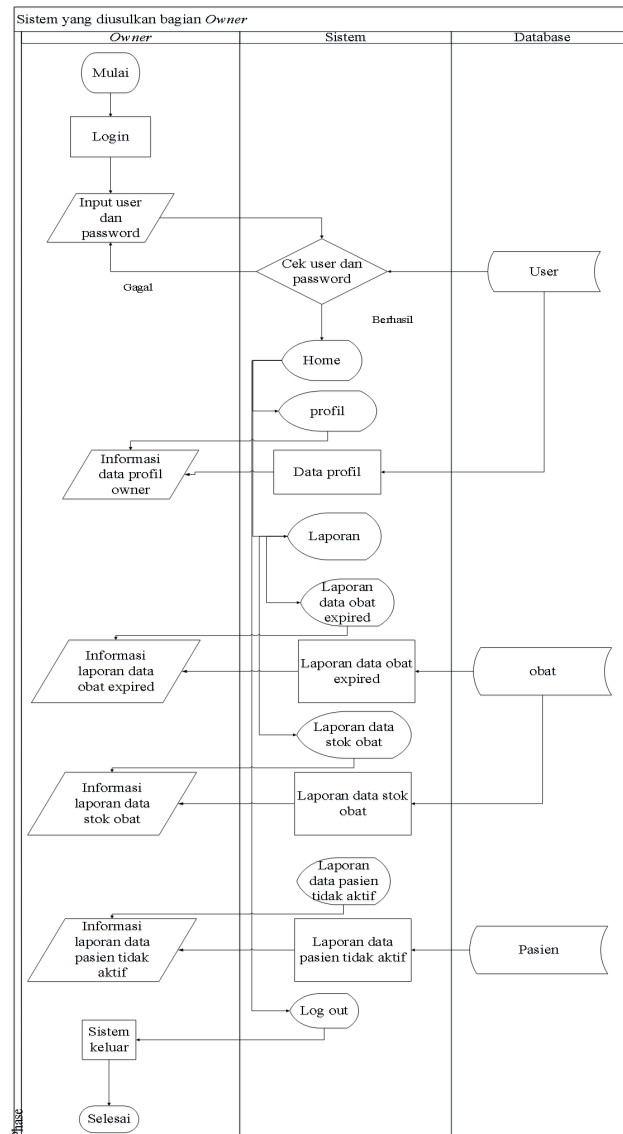 Sistem yang diusulkan bagian Owner
Owner
Sistem
Database
Mulai
Login
Input user
dan
password
Cek user dan
password
User
Gagal
Berhasil
Home
profil
Informasi
data profil
owner
Data profil
Laporan
Laporan
data obat
expired
Informasi
laporan data
obat expired
Laporan data obat
expired
obat
Laporan data
stok obat
Informasi
laporan data
stok obat
Laporan data stok
obat
Laporan
data pasien
tidak aktif
Informasi
laporan data
pasien tidak
aktif
Laporan data
pasien tidak aktif
Pasien
Log out
Sistem
keluar
Selesai
Phase